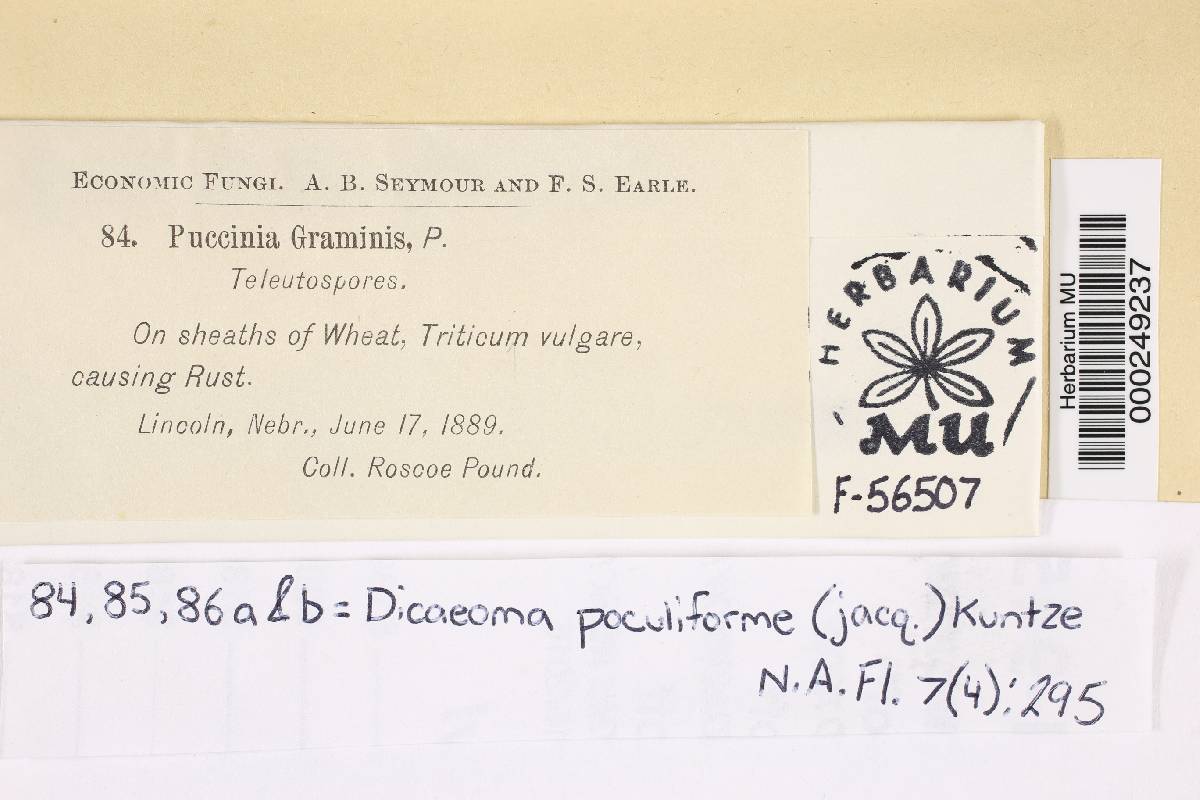 ECONOMIC FUNGI. A. B. SEYMOUR AND F. S. EARLE.
84. Puccinia Graminis, P.
Teleutospores.
On sheaths of Wheat, Triticum vulgare,
causing Rust.
Lincoln, Nebr., June 17, 1889.
Coll. Roscoe Pound.
HERBARIUM
MU
F-56507
Herbarium MU
000249237
84, 85, 86 a & b = Dicaeoma poculiforme (jacq.) Kuntze
N.A.Fl. 7(4): 295